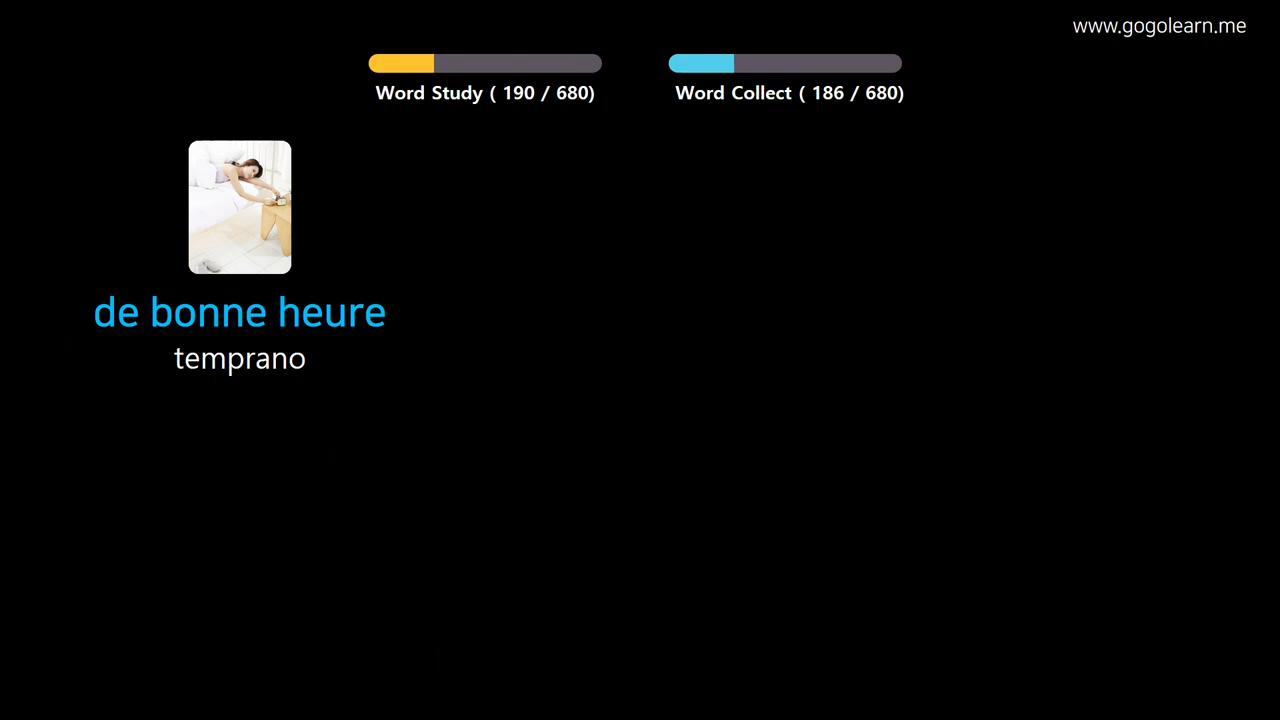 www.gogolearn.me
Word Study ( 190 / 680)
Word Collect ( 186 / 680)
de bonne heure
temprano